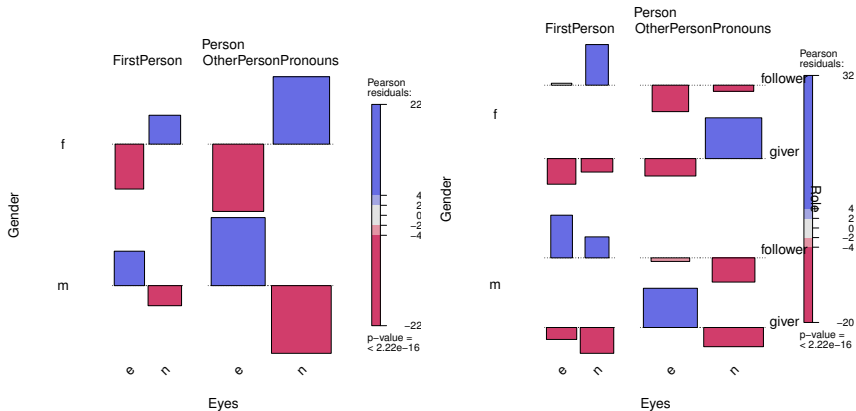 Person
FirstPerson OtherPersonPronouns
Pearson
residuals:
22
4
2
0
−2
−4
−22
p−value =
< 2.22e−16
Gender
f
m
e n e n
Eyes
Person
FirstPerson OtherPersonPronouns
Pearson
residuals:
32
4
2
0
−2
−4
−20
p−value =
< 2.22e−16
Gender
f
m
follower
giver
follower
giver
Role
e n e n
Eyes